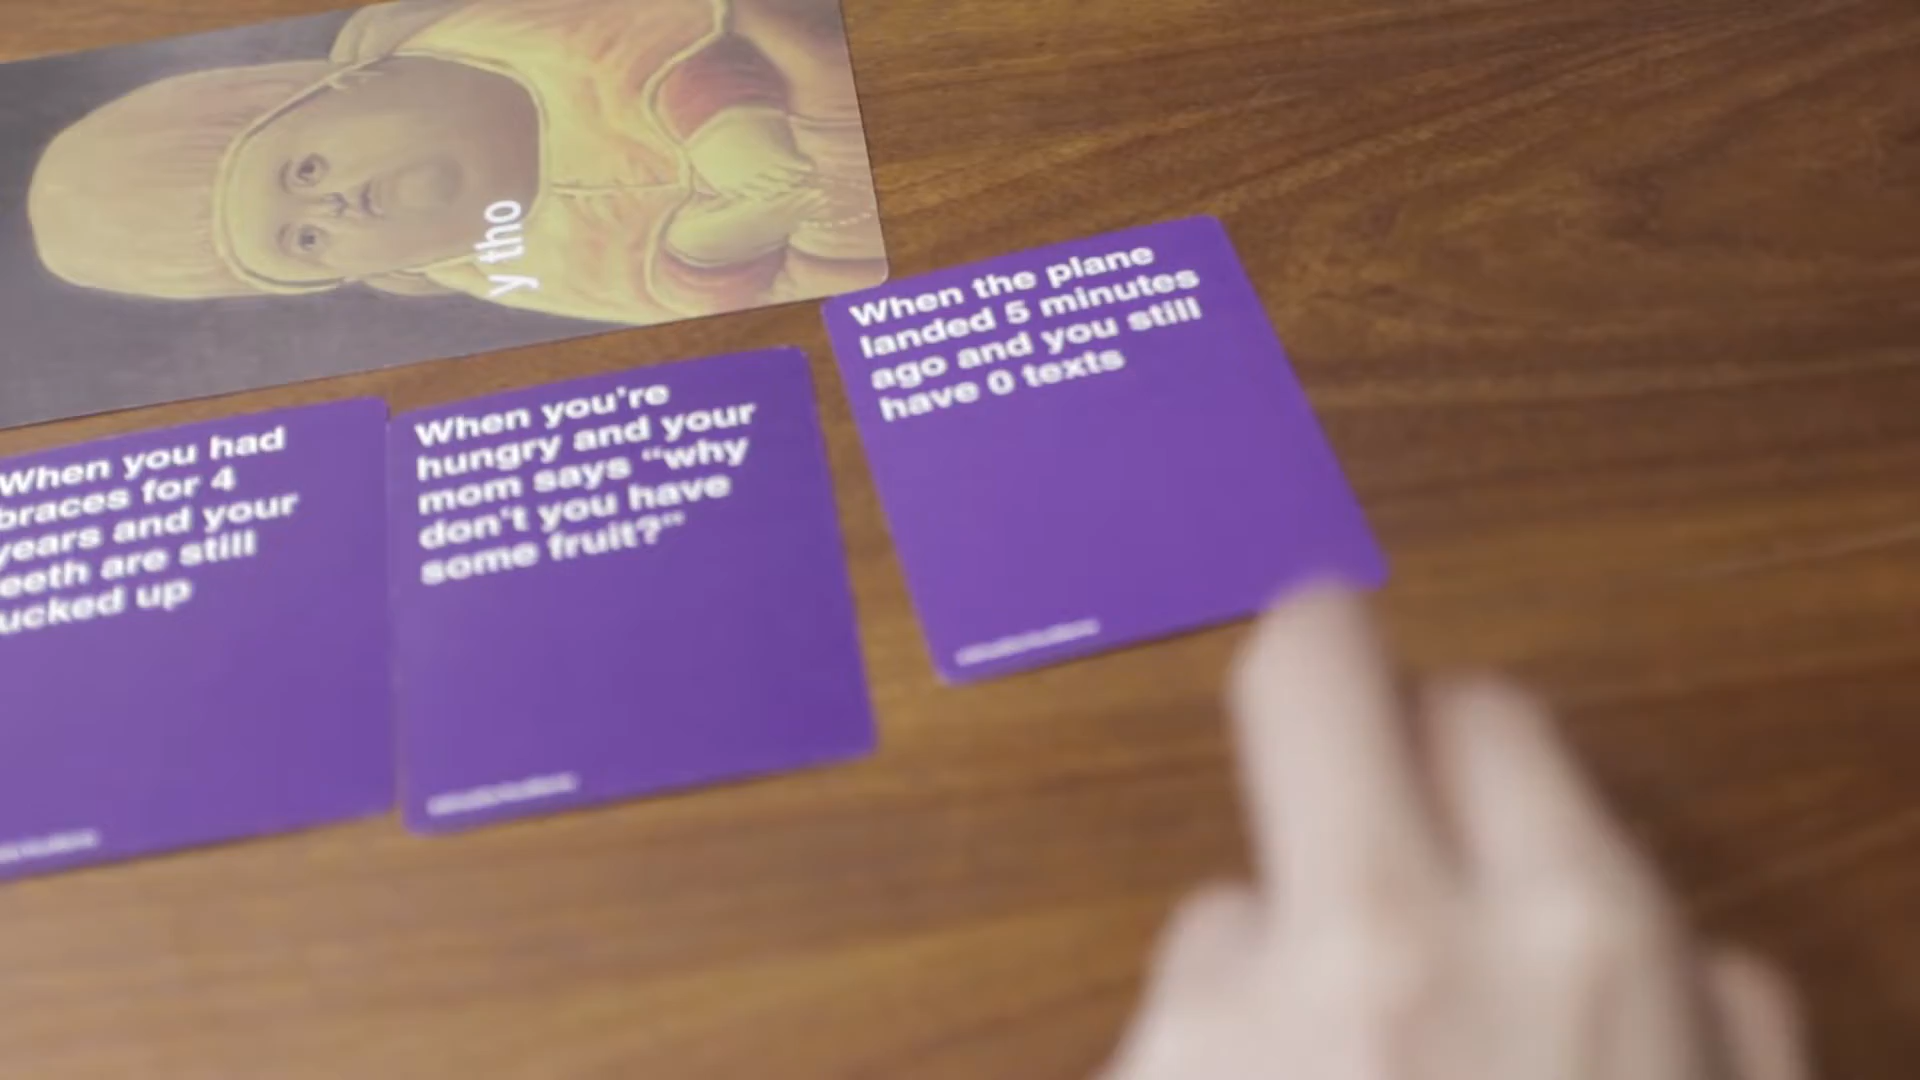 y tho
When you had
braces for 4
years and your
eeth are still
ucked up
When you're
hungry and your
mom says “why
don't you have
some fruit?"
When the plane
landed 5 minutes
ago and you still
have 0 texts